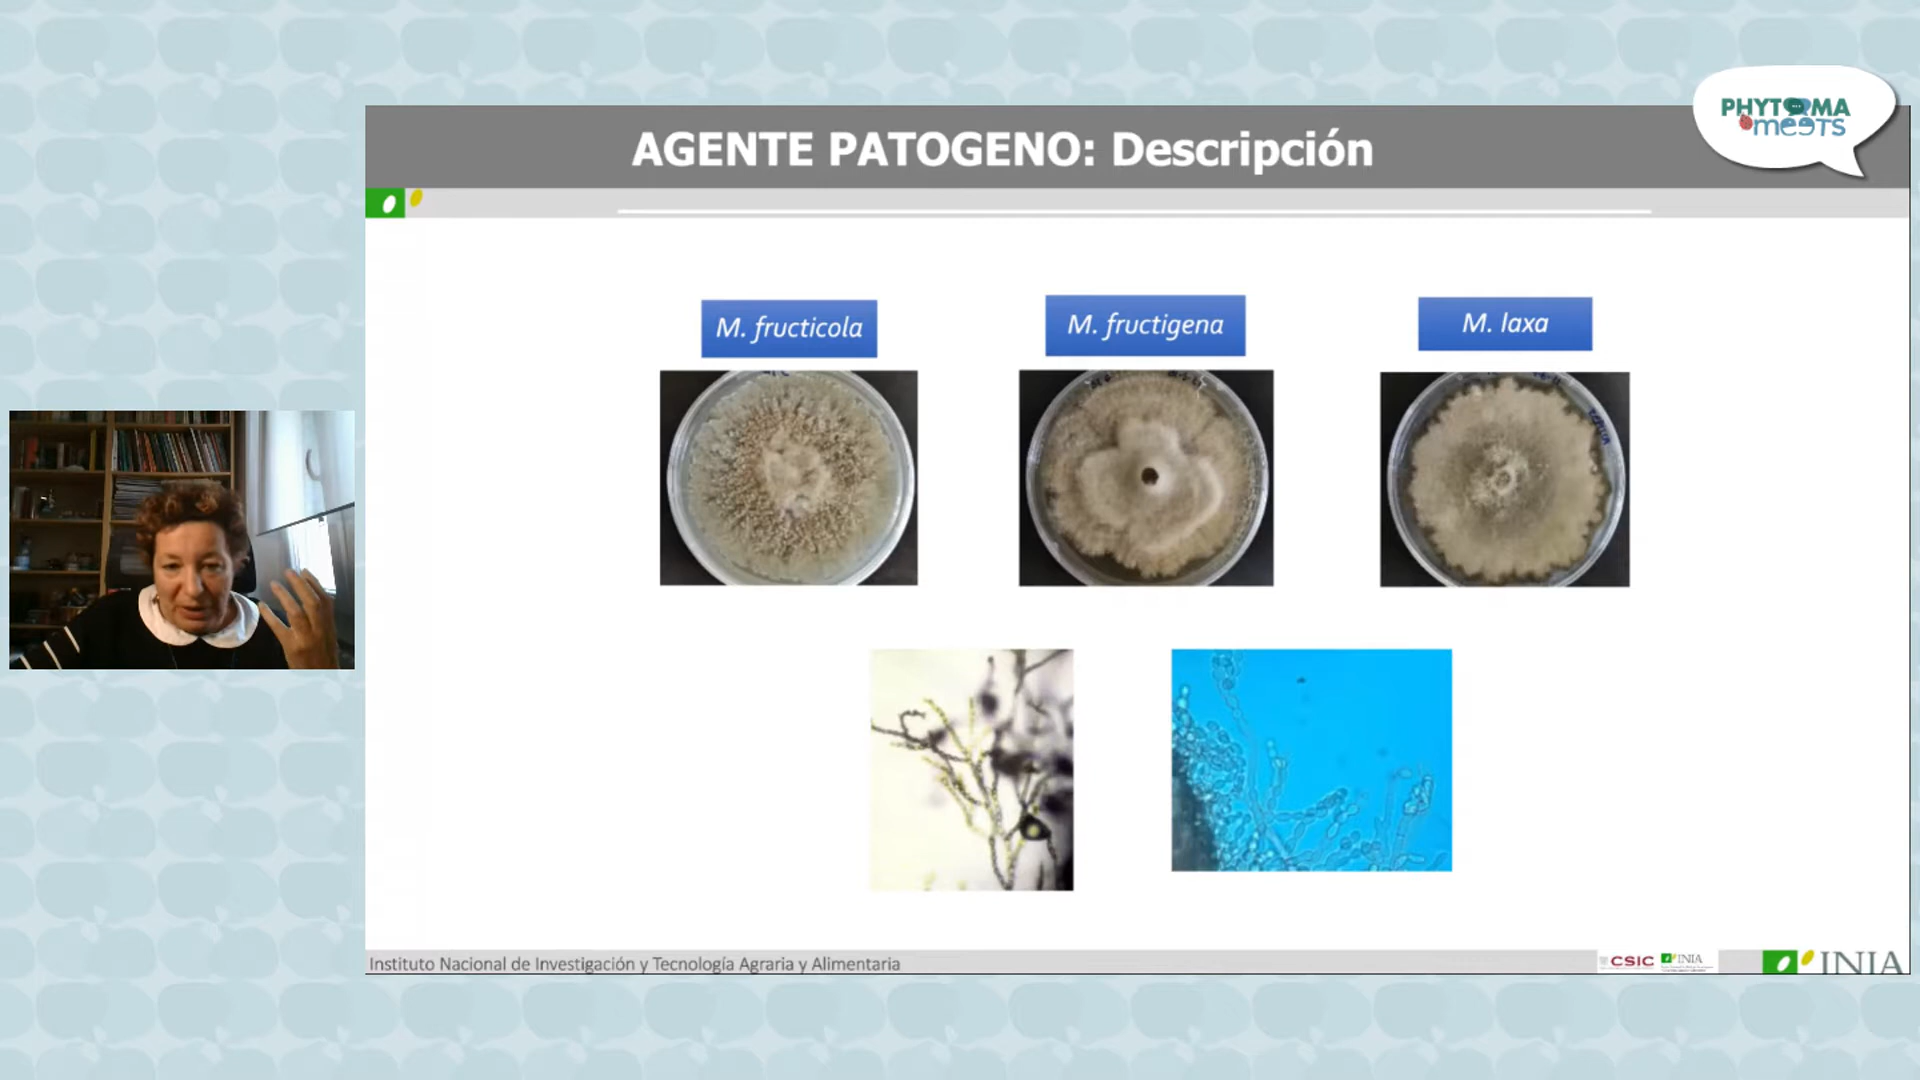 PHYTOMA
meeTS
AGENTE PATOGENO: Descripción
M. fructicola
M. fructigena
M. laxa
Instituto Nacional de Investigación y Tecnología Agraria y Alimentaria
CSIC
INIA
INIA